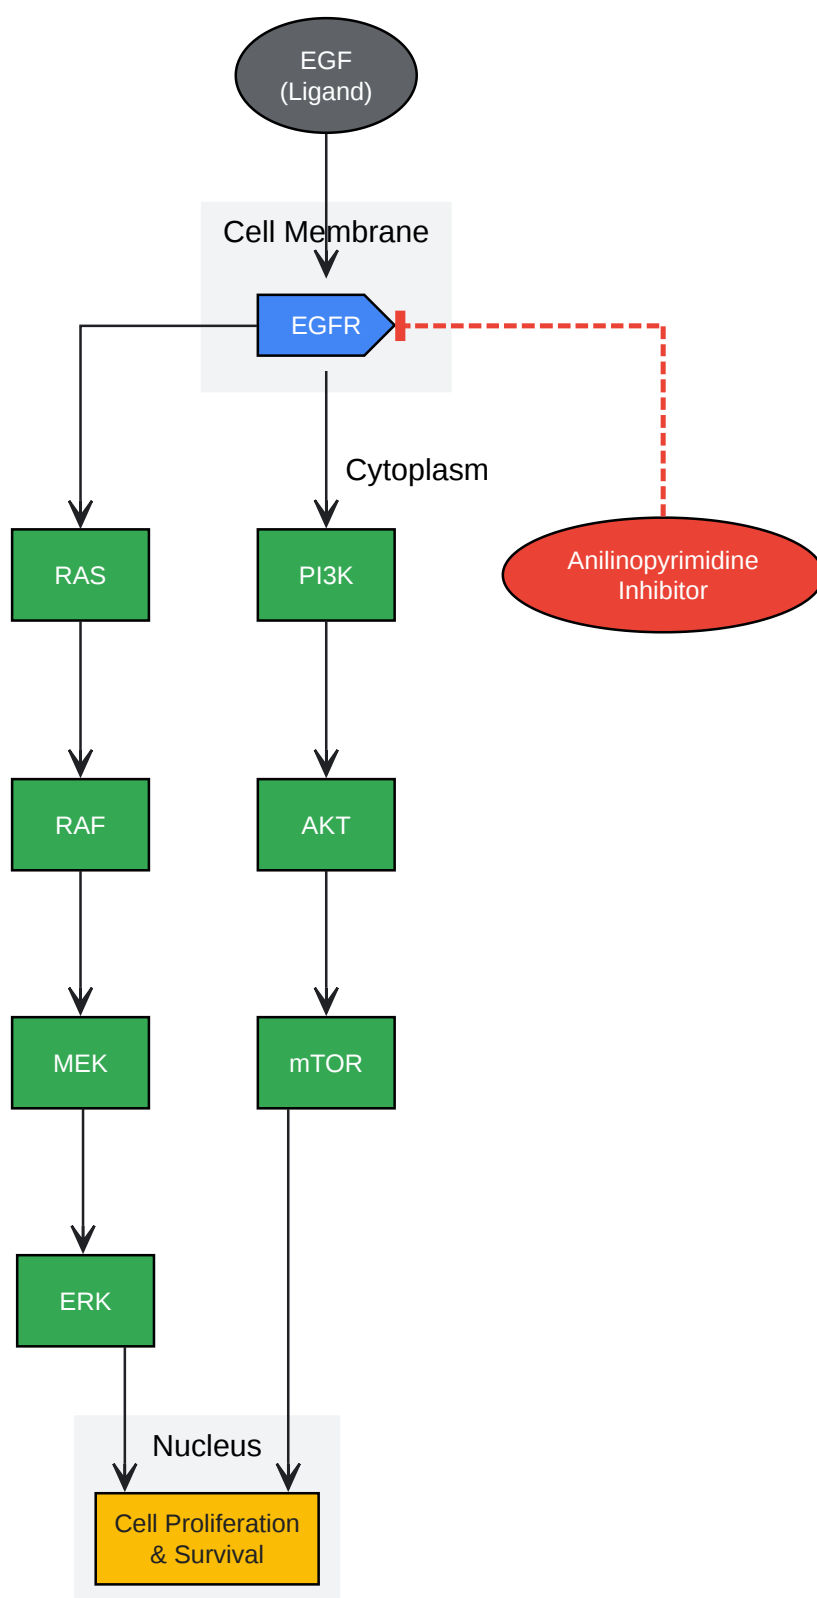 EGF
(Ligand)
Cell Membrane
EGFR
Cytoplasm
RAS
PI3K
Anilinopyrimidine
Inhibitor
RAF
AKT
MEK
mTOR
ERK
Nucleus
Cell Proliferation
& Survival